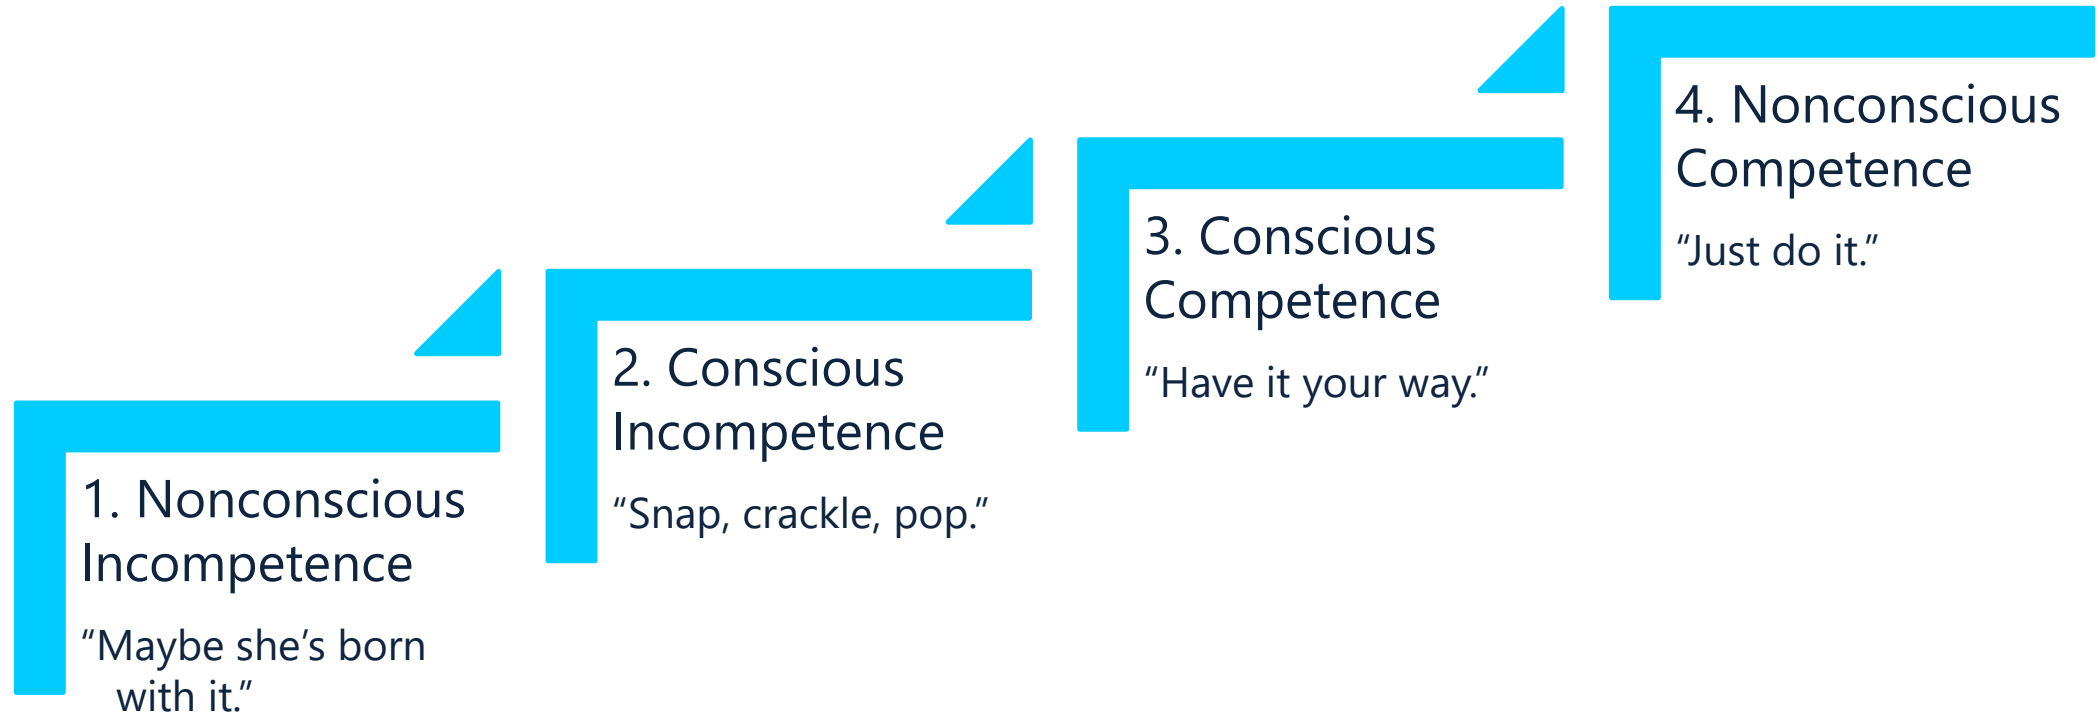 1. Nonconscious
Incompetence
“Maybe she’s born
with it.”
2. Conscious
Incompetence
“Snap, crackle, pop.”
3. Conscious
Competence
“Have it your way.”
4. Nonconscious
Competence
“Just do it.”